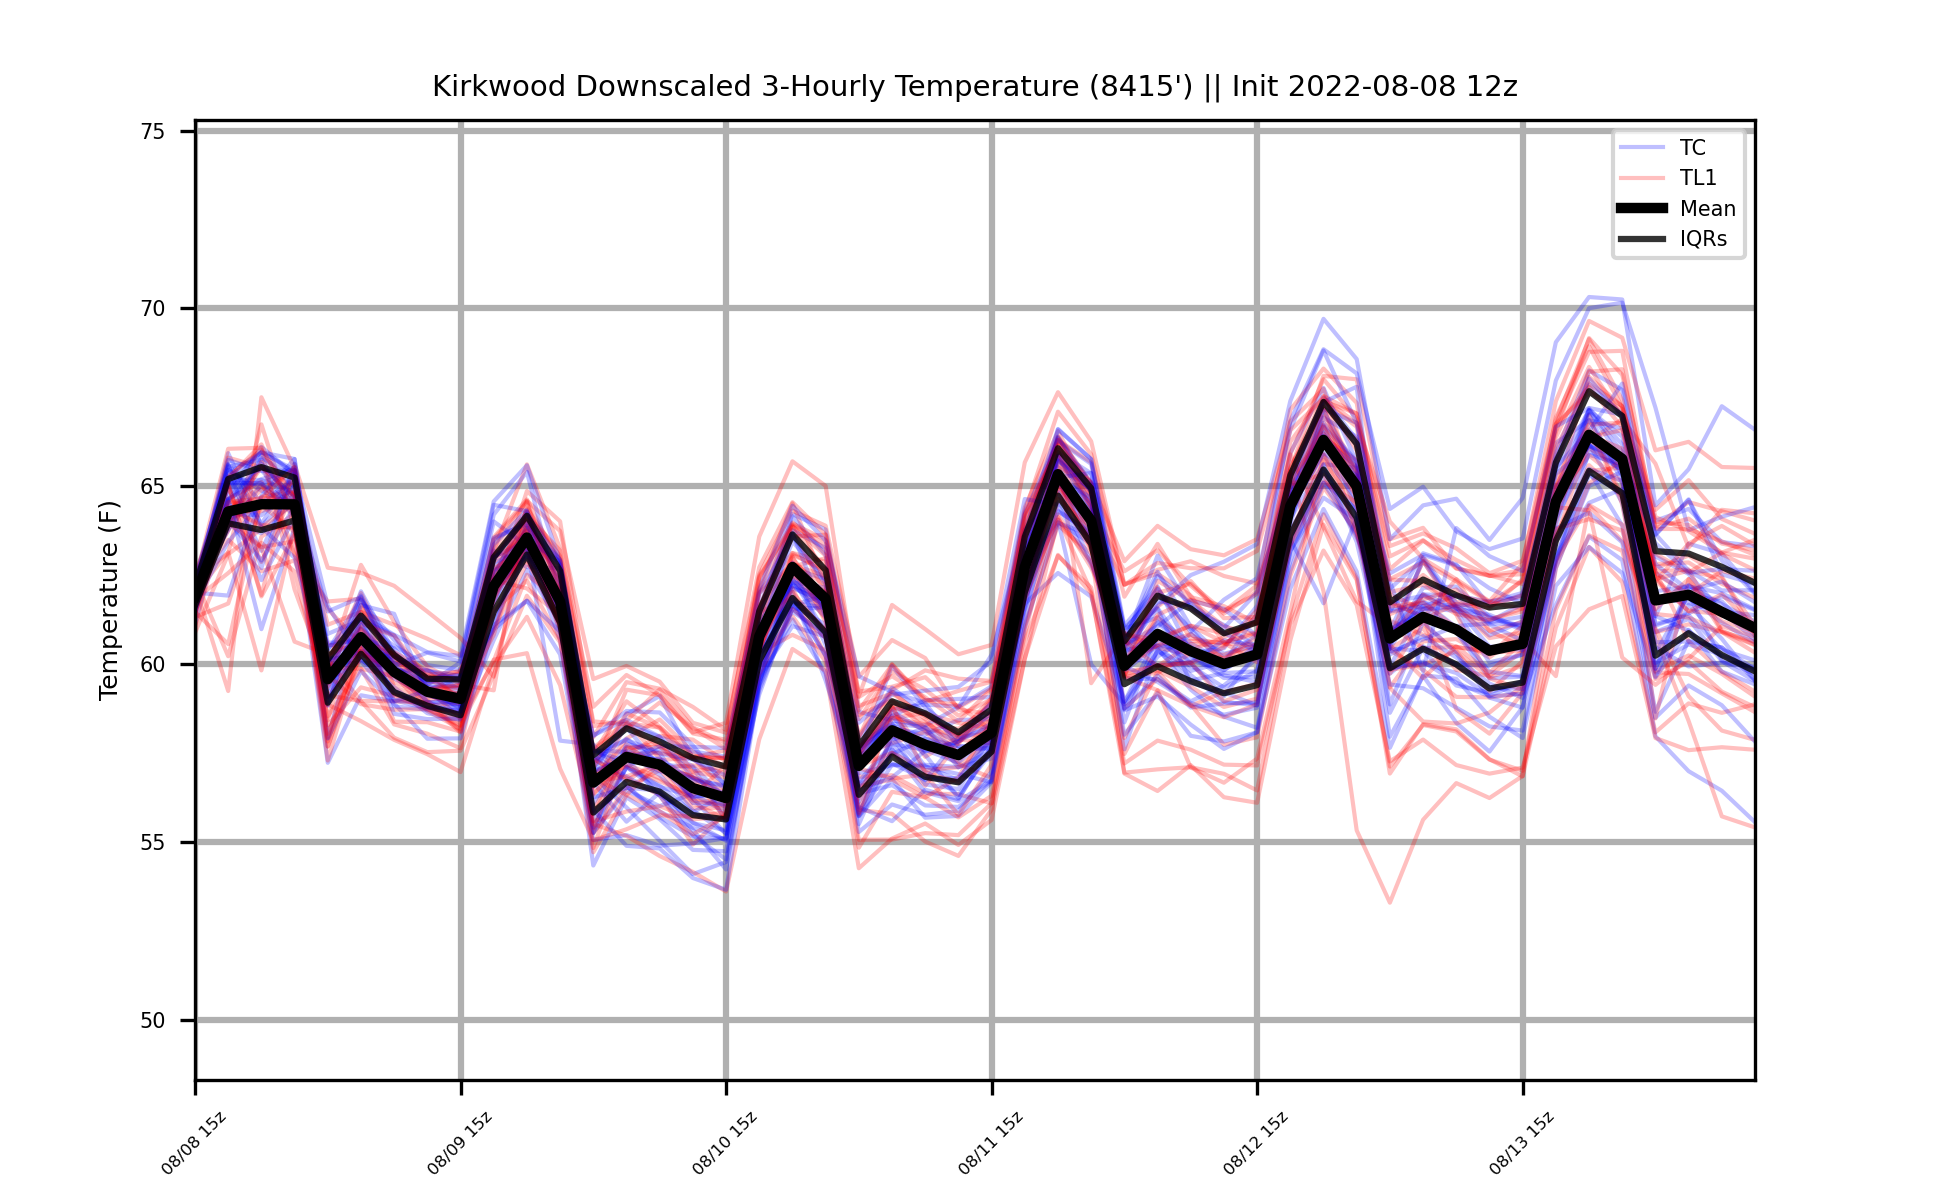 Kirkwood Downscaled 3-Hourly Temperature (8415') || Init 2022-08-08 12z
Temperature (F)
75
70
65
60
55
50
TC
TL1
Mean
IQRs
08/08 15z
08/09 15z
08/10 15z
08/11 15z
08/12 15z
08/13 15z